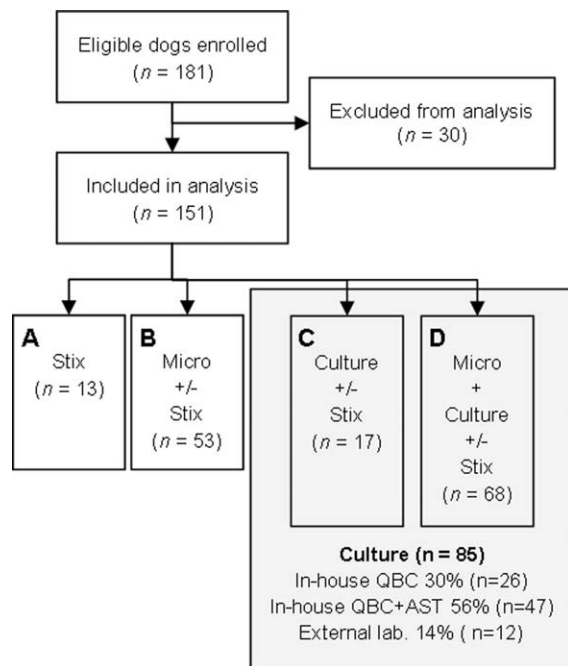 Eligible dogs enrolled
(n = 181)
Excluded from analysis
(n = 30)
Included in analysis
(n = 151)
A
Stix
(n = 13)
B
Micro
+/-
Stix
(n = 53)
C
Culture
+/-
Stix
(n = 17)
D
Micro
+
Culture
+/-
Stix
(n = 68)
Culture (n = 85)
In-house QBC 30% (n=26)
In-house QBC+AST 56% (n=47)
External lab. 14% ( n=12)